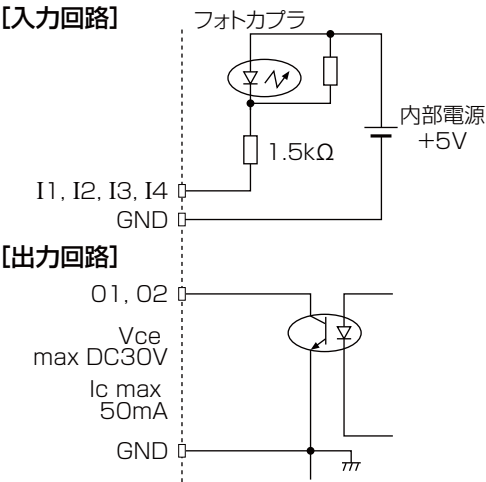 [入力回路]
フォトカプラ
内部電源
+5V
1.5kΩ
I1, I2, I3, I4
GND
[出力回路]
O1, O2
Vce
max DC30V
Ic max
50mA
GND